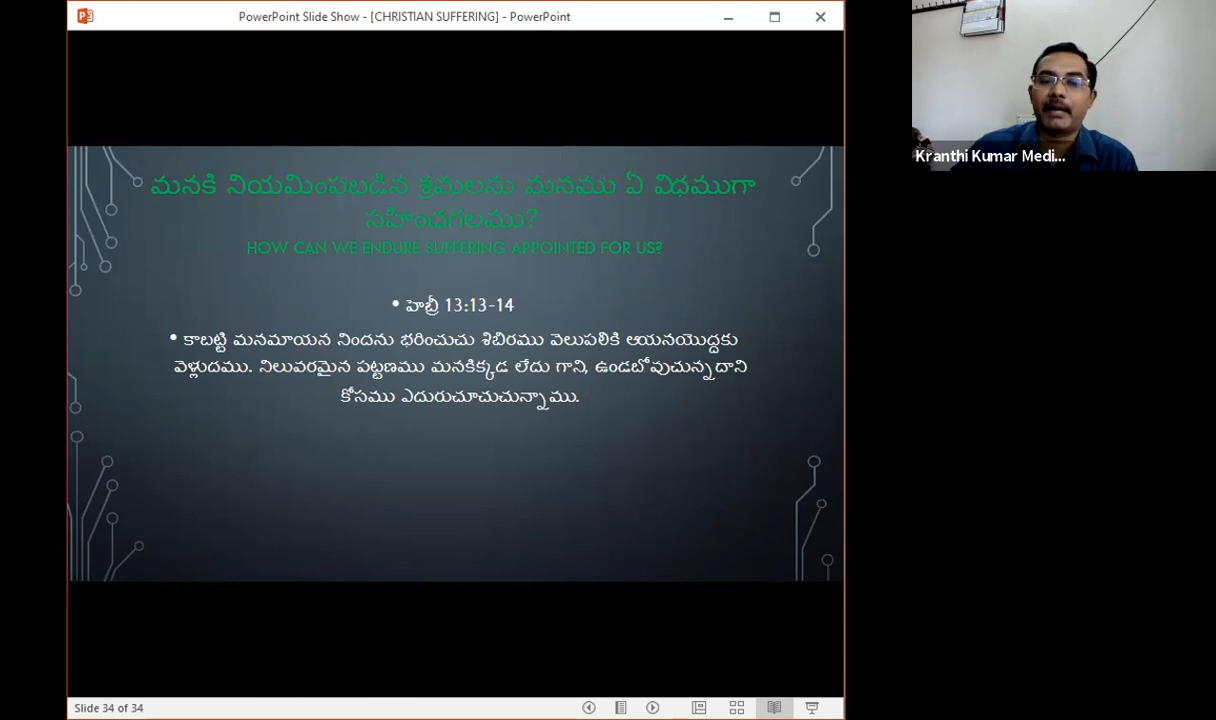 PowerPoint Slide Show - [CHRISTIAN SUFFERING] - PowerPoint
Kranthi Kumar Medi...
మనకి నియమింపబడిన శ్రమలను మనము ఏ విధముగా
సహించగలము?
HOW CAN WE ENDURE SUFFERING APPOINTED FOR US?
• హెబ్రీ 13:13-14
• కాబట్టి మనమాయన నిందను భరించుచు శిబిరము వెలుపలికి ఆయనయొద్దకు
వెళ్లుదము. నిలువరమైన పట్టణము మనకిక్కడ లేదు గాని, ఉండబోవుచున్నదాని
కోసము ఎదురుచూచుచున్నాము.
Slide 34 of 34